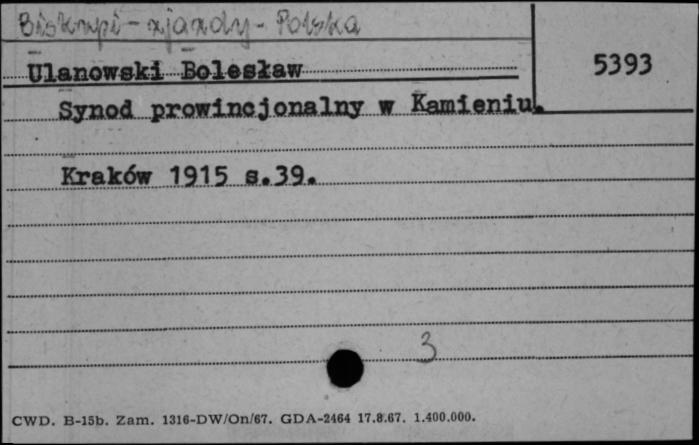 Biskupi - zjazdy - Polska
Ulanowski Bolesław
5393
Synod prowincjonalny w Kamieniu.
Kraków 1915 s.39.
3
CWD. B-15b. Zam. 1316-DW/On/67. GDA-2464 17.8.67. 1.400.000.